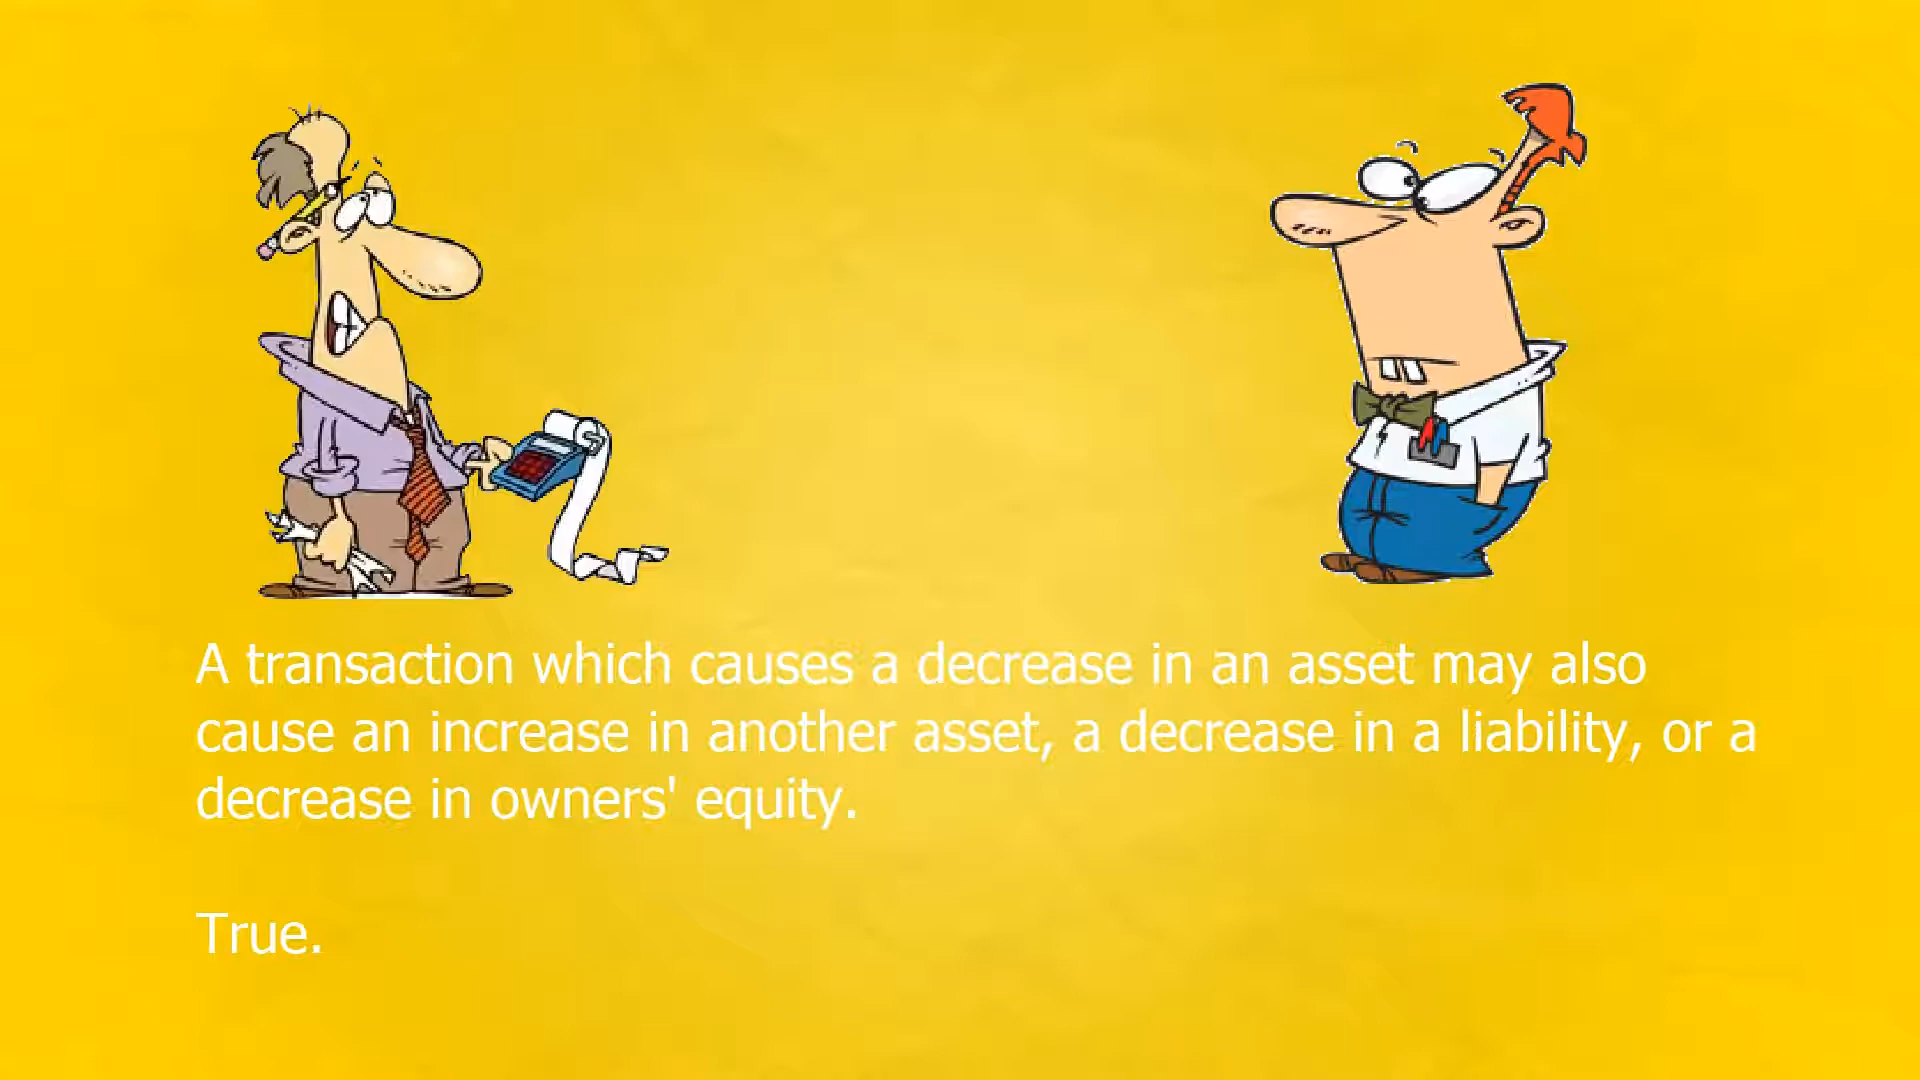 A transaction which causes a decrease in an asset may also
cause an increase in another asset, a decrease in a liability, or a
decrease in owners' equity.
True.